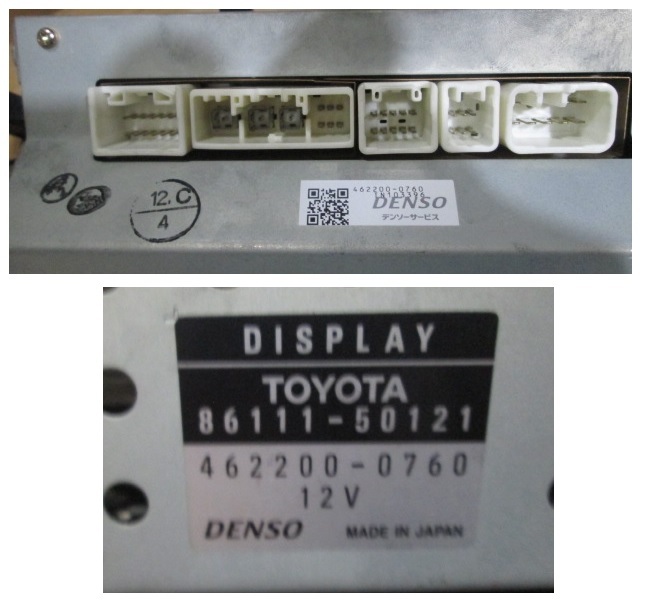 12.C
4
462200-0760
1N103396
DENSO
デンソーサービス
DISPLAY
TOYOTA
86111-50121
462200-0760
12V
DENSO MADE IN JAPAN